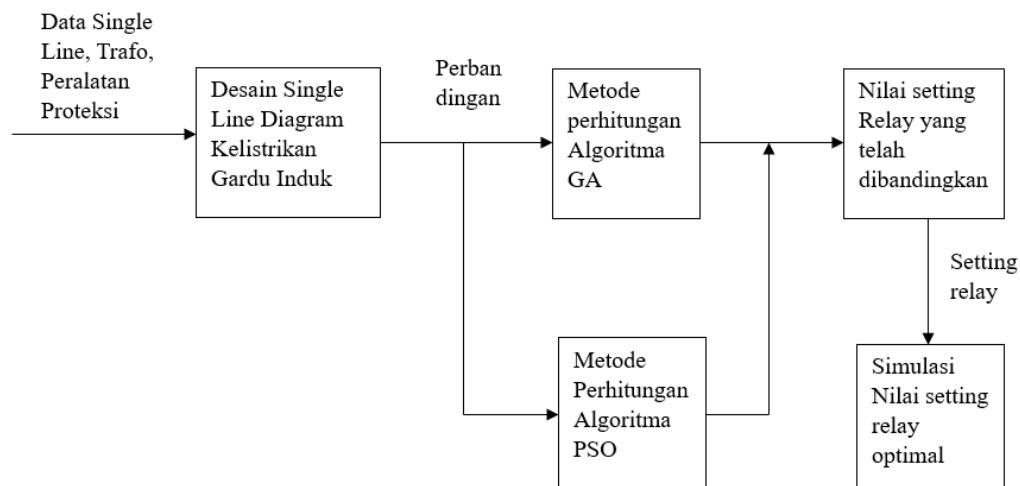 Data Single
Line, Trafo,
Peralatan
Proteksi
Desain Single
Line Diagram
Kelistrikan
Gardu Induk
Perban
dingan
Metode
perhitungan
Algoritma
GA
Nilai setting
Relay yang
telah
dibandingkan
Setting
relay
Metode
Perhitungan
Algoritma
PSO
Simulasi
Nilai setting
relay
optimal